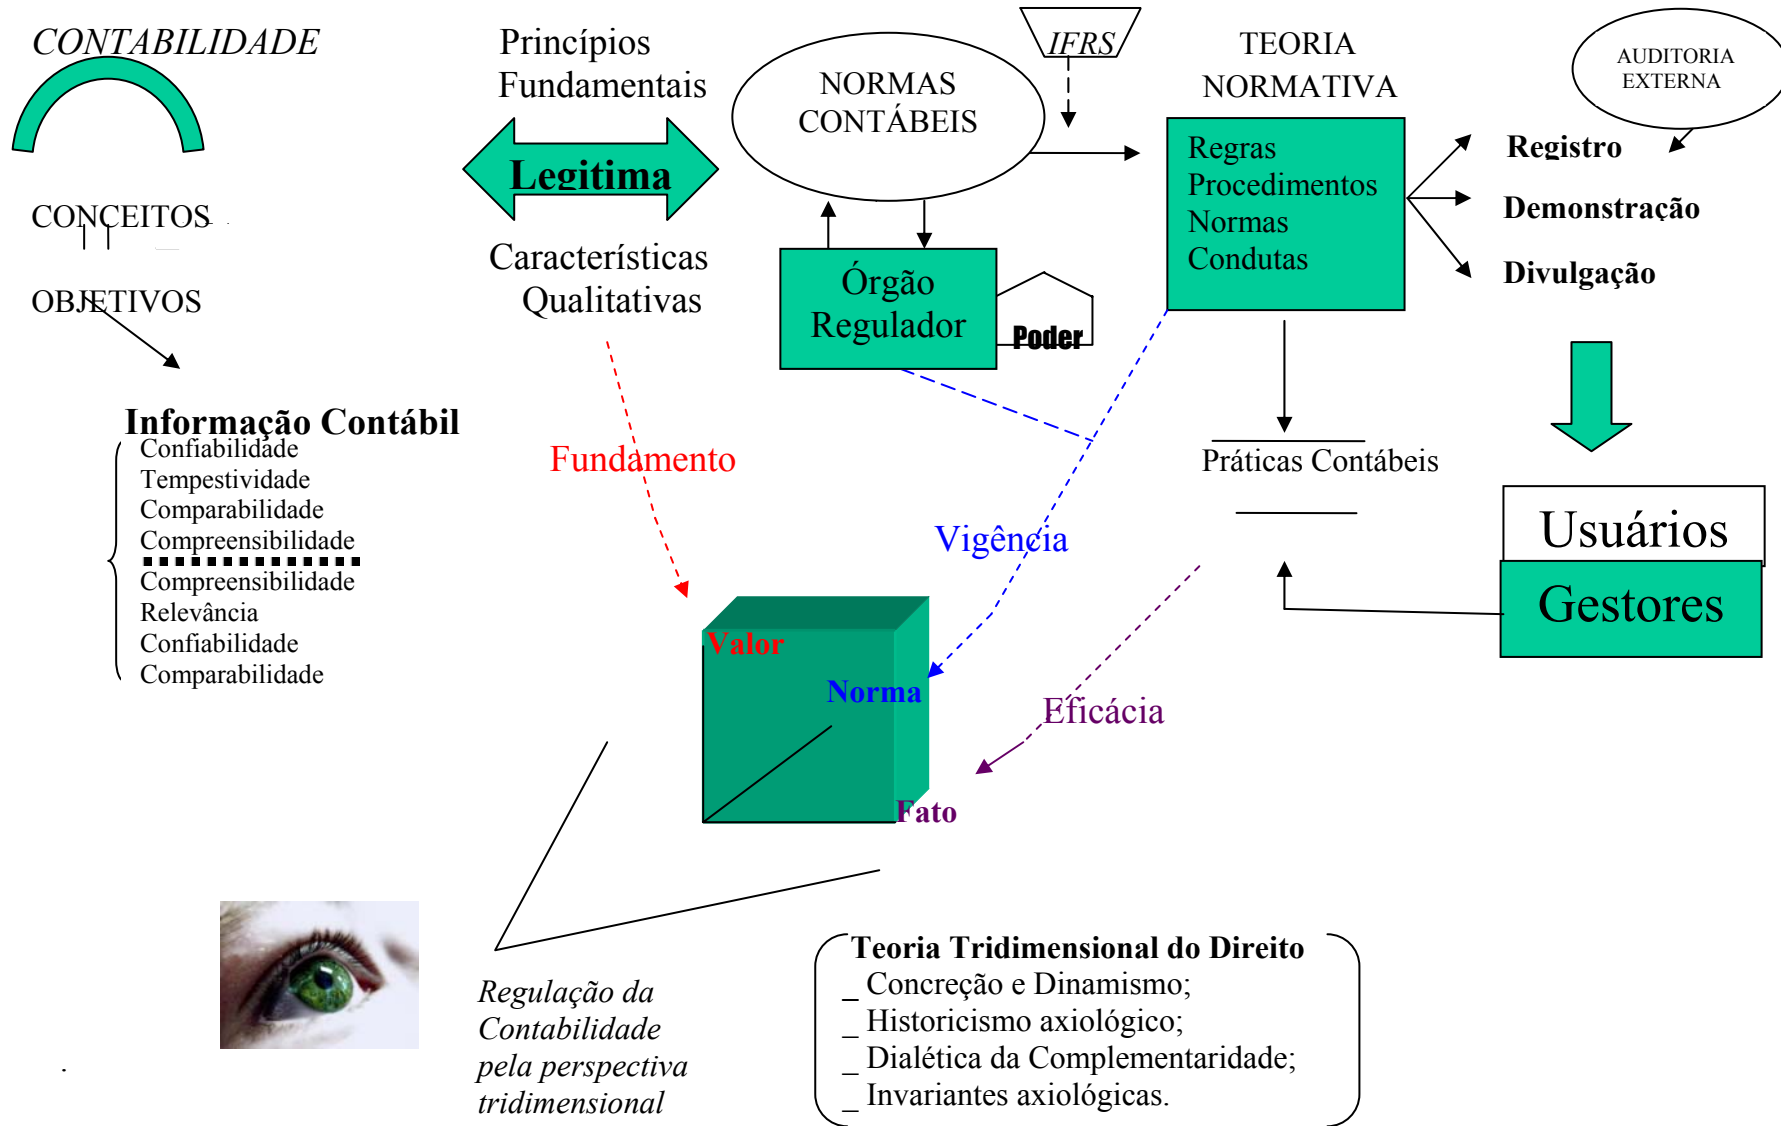 CONTABILIDADE
CONCEITOS
OBJETIVOS
Informação Contábil
Confiabilidade
Tempestividade
Comparabilidade
Compreensibilidade
Compreensibilidade
Relevância
Confiabilidade
Comparabilidade
Princípios
Fundamentais
Legitima
Características
Qualitativas
NORMAS
CONTÁBEIS
Órgão
Regulador
Poder
IFRS
TEORIA
NORMATIVA
Regras
Procedimentos
Normas
Condutas
AUDITORIA
EXTERNA
Registro
Demonstração
Divulgação
Práticas Contábeis
Usuários
Gestores
Fundamento
Vigência
Eficácia
Valor
Norma
Fato
Regulação da
Contabilidade
pela perspectiva
tridimensional
Teoria Tridimensional do Direito
_ Concreção e Dinamismo;
_ Historicismo axiológico;
_ Dialética da Complementaridade;
_ Invariantes axiológicas.